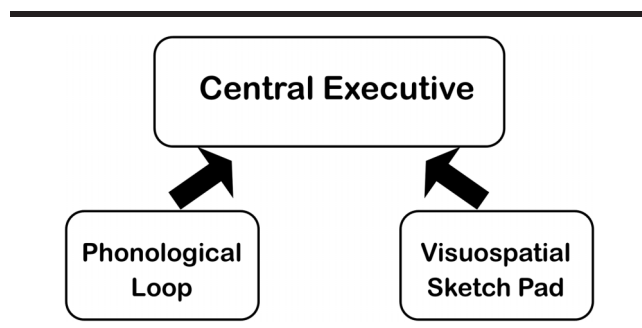 Central Executive
Phonological
Loop
Visuospatial
Sketch Pad